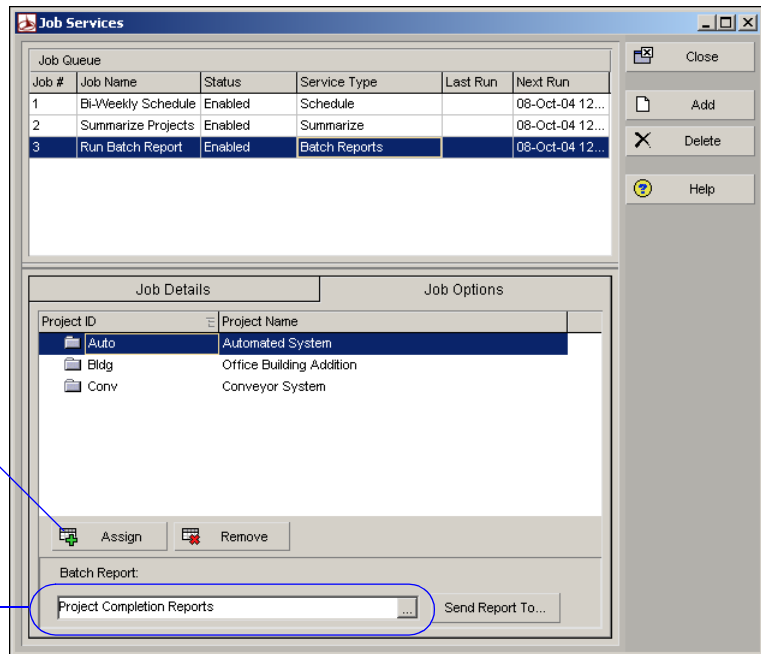 Job Services
Job Queue
Job # Job Name Status Service Type Last Run Next Run
1 Bi-Weekly Schedule Enabled Schedule 08-Oct-04 12...
2 Summarize Projects Enabled Summarize 08-Oct-04 12...
3 Run Batch Report Enabled Batch Reports 08-Oct-04 12...
Close
Add
Delete
Help
Job Details Job Options
Project ID Project Name
Auto Automated System
Bldg Office Building Addition
Conv Conveyor System
Assign Remove
Batch Report:
Project Completion Reports ... Send Report To...